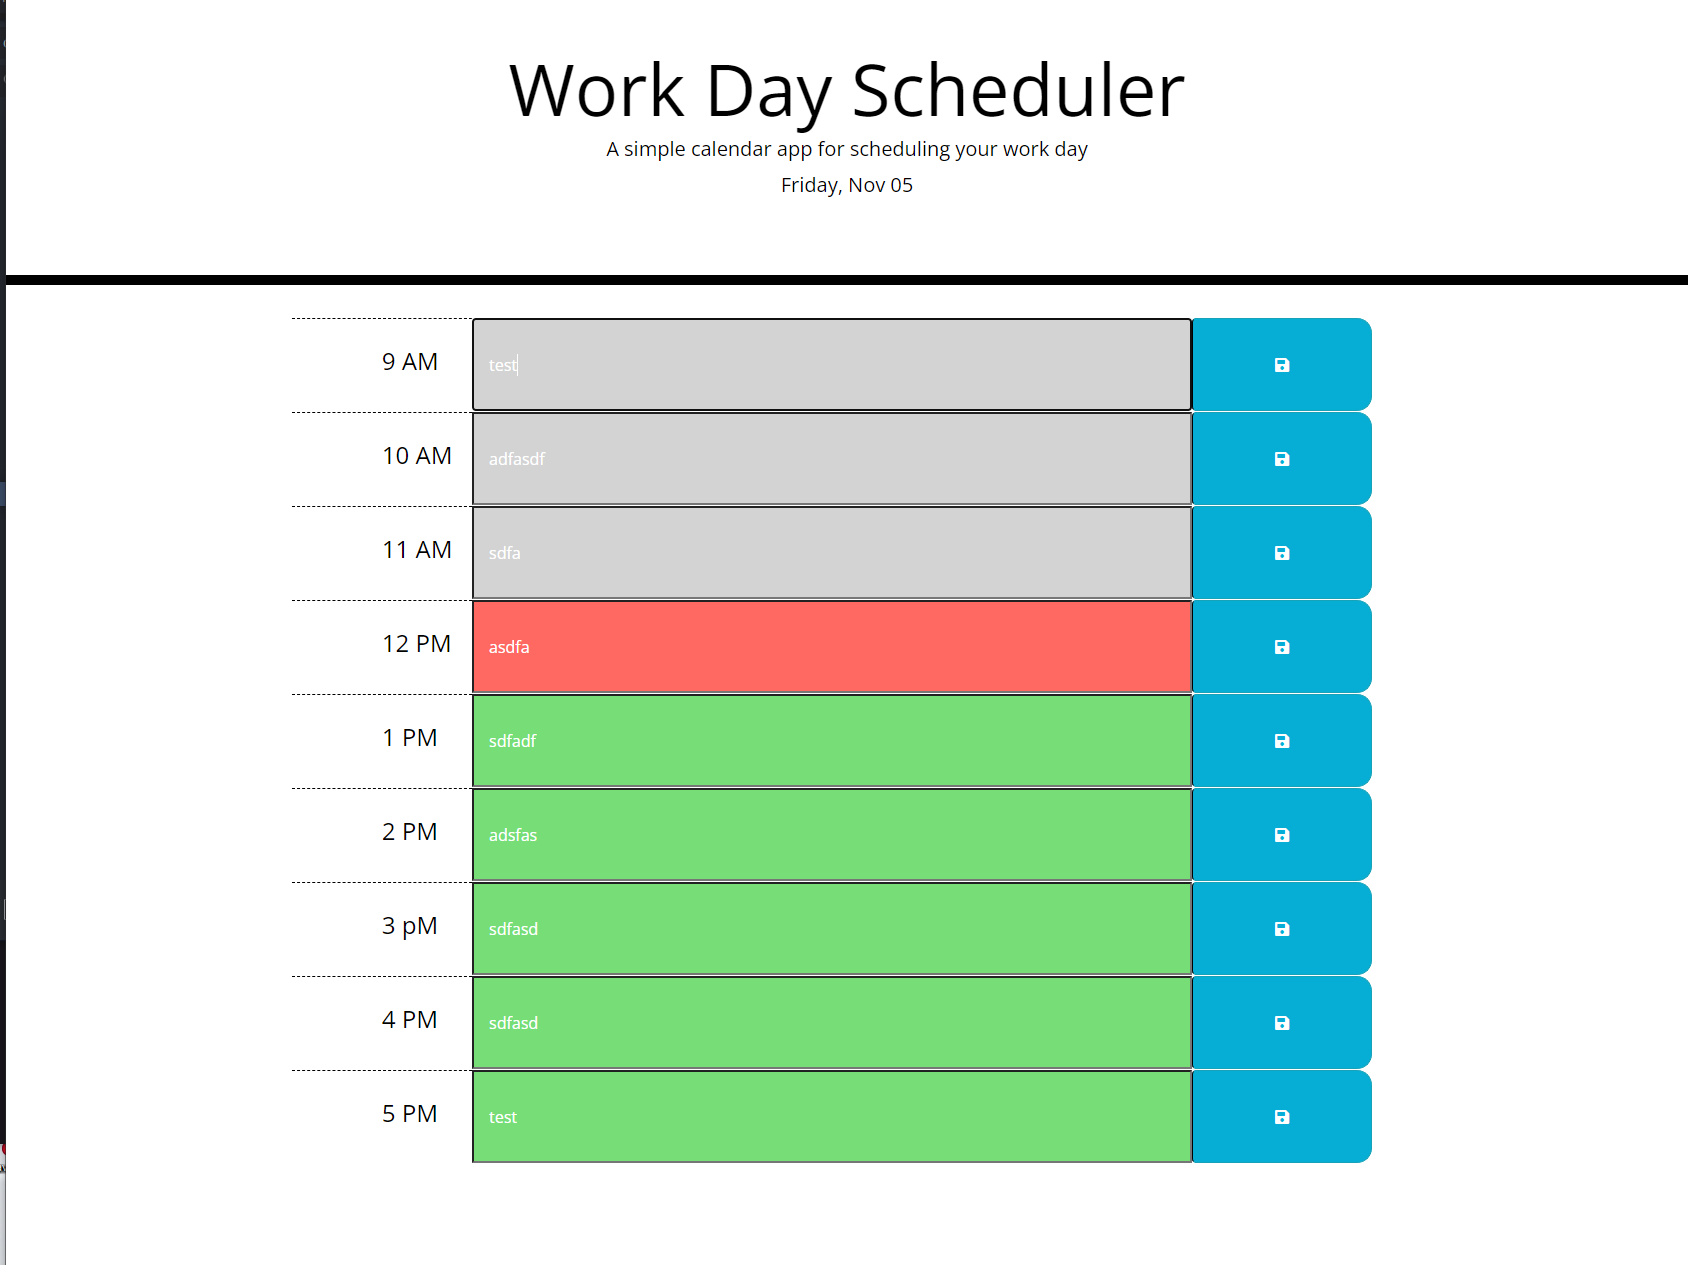 Work Day Scheduler
A simple calendar app for scheduling your work day
Friday, Nov 05
9 AM test
10 AM adfasdf
11 AM sdfa
12 PM asdfa
1 PM sdfadf
2 PM adsfas
3 pM sdfasd
4 PM sdfasd
5 PM test